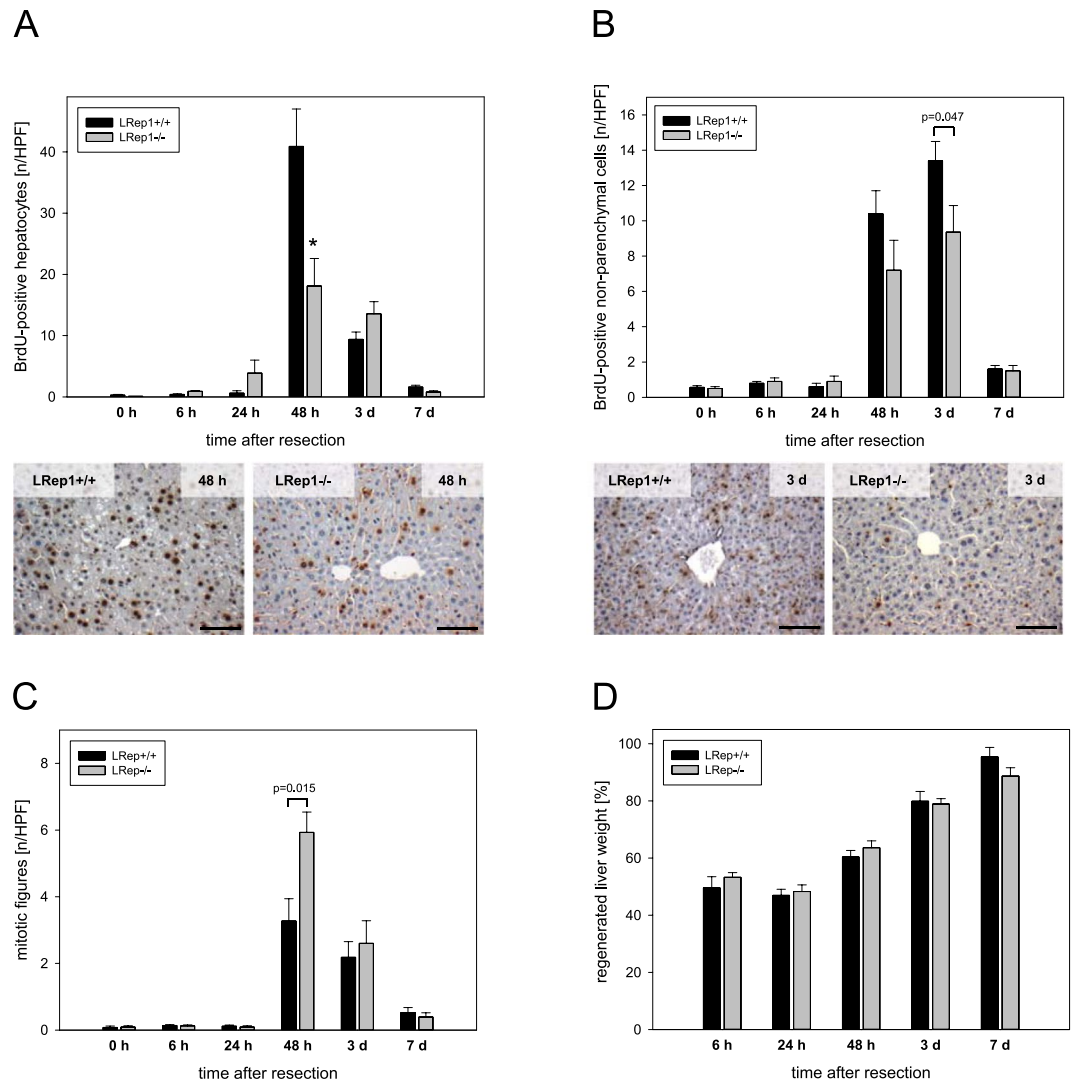 A
BrdU-positive hepatocytes [n/HPF]
LRep1+/+
LRep1-/-
40
30
20
10
0
*
0 h 6 h 24 h 48 h 3 d 7 d
time after resection
LRep1+/+ 48 h
LRep1-/- 48 h
B
BrdU-positive non-parenchymal cells [n/HPF]
LRep1+/+
LRep1-/-
p=0.047
16
14
12
10
8
6
4
2
0
0 h 6 h 24 h 48 h 3 d 7 d
time after resection
LRep1+/+ 3 d
LRep1-/- 3 d
C
mitotic figures [n/HPF]
LRep+/+
LRep-/-
p=0.015
8
6
4
2
0
0 h 6 h 24 h 48 h 3 d 7 d
time after resection
D
regenerated liver weight [%]
LRep+/+
LRep-/-
100
80
60
40
20
0
6 h 24 h 48 h 3 d 7 d
time after resection